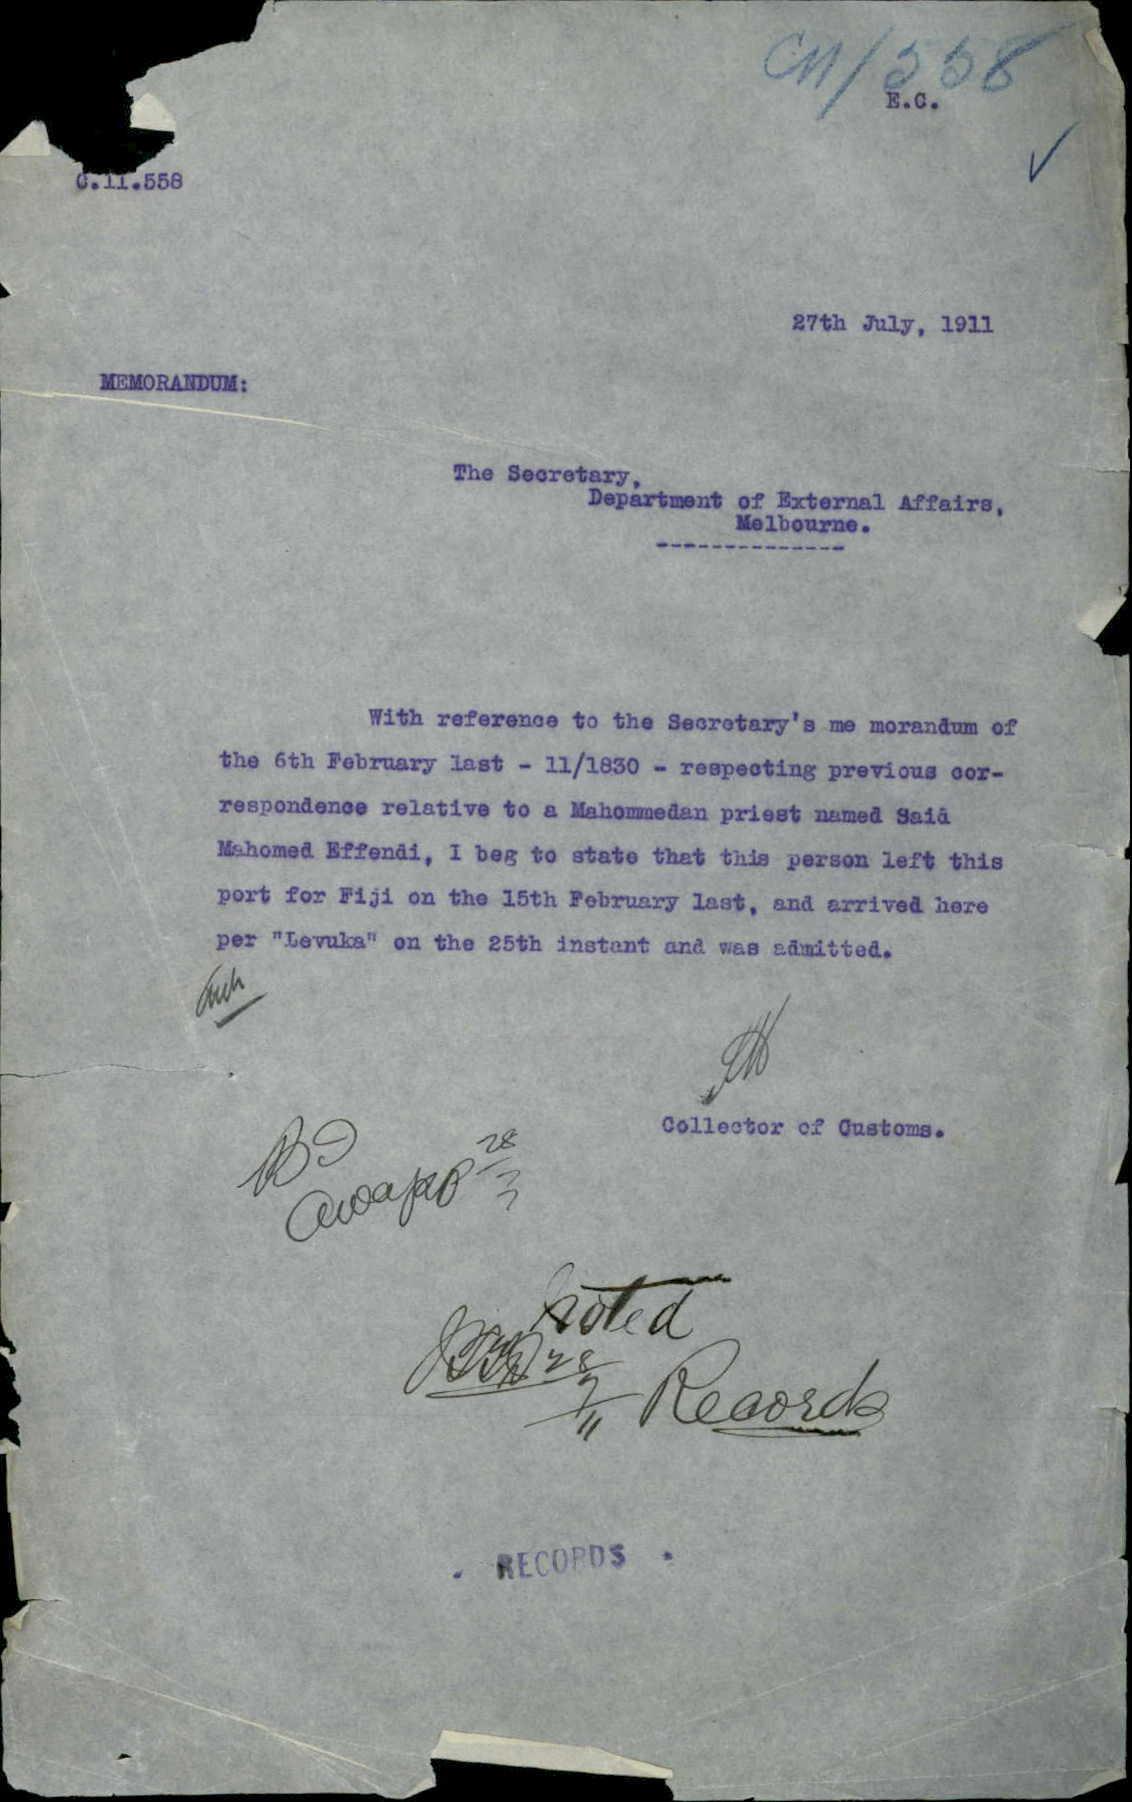 C11/558
E.C.
C.11.558
27th July, 1911
MEMORANDUM:
The Secretary,
Department of External Affairs,
Melbourne.
--------------
With reference to the Secretary's me morandum of
the 6th February last - 11/1830 - respecting previous cor-
respondence relative to a Mahommedan priest named Said
Mahomed Effendi, I beg to state that this person left this
port for Fiji on the 15th February last, and arrived here
per "Levuka" on the 25th instant and was admitted.
Collector of Customs.
28
7
Noted
28
7
11
Records
RECORDS